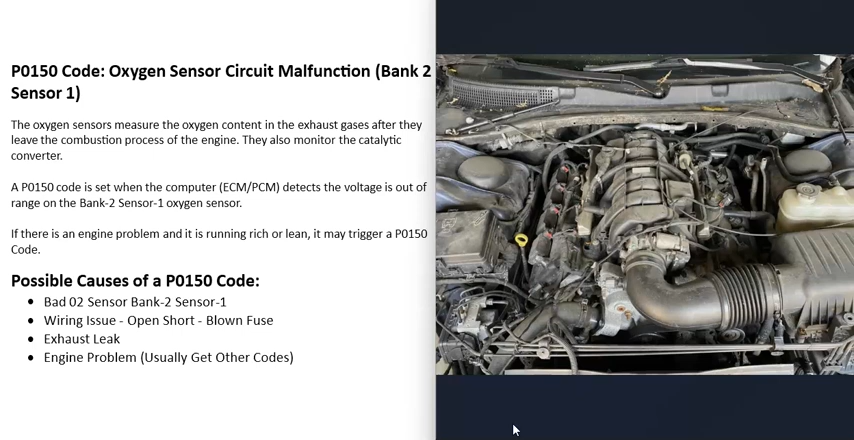 P0150 Code: Oxygen Sensor Circuit Malfunction (Bank 2
Sensor 1)
The oxygen sensors measure the oxygen content in the exhaust gases after they
leave the combustion process of the engine. They also monitor the catalytic
converter.
A P0150 code is set when the computer (ECM/PCM) detects the voltage is out of
range on the Bank-2 Sensor-1 oxygen sensor.
If there is an engine problem and it is running rich or lean, it may trigger a P0150
Code.
Possible Causes of a P0150 Code:
• Bad 02 Sensor Bank-2 Sensor-1
• Wiring Issue - Open Short - Blown Fuse
• Exhaust Leak
• Engine Problem (Usually Get Other Codes)